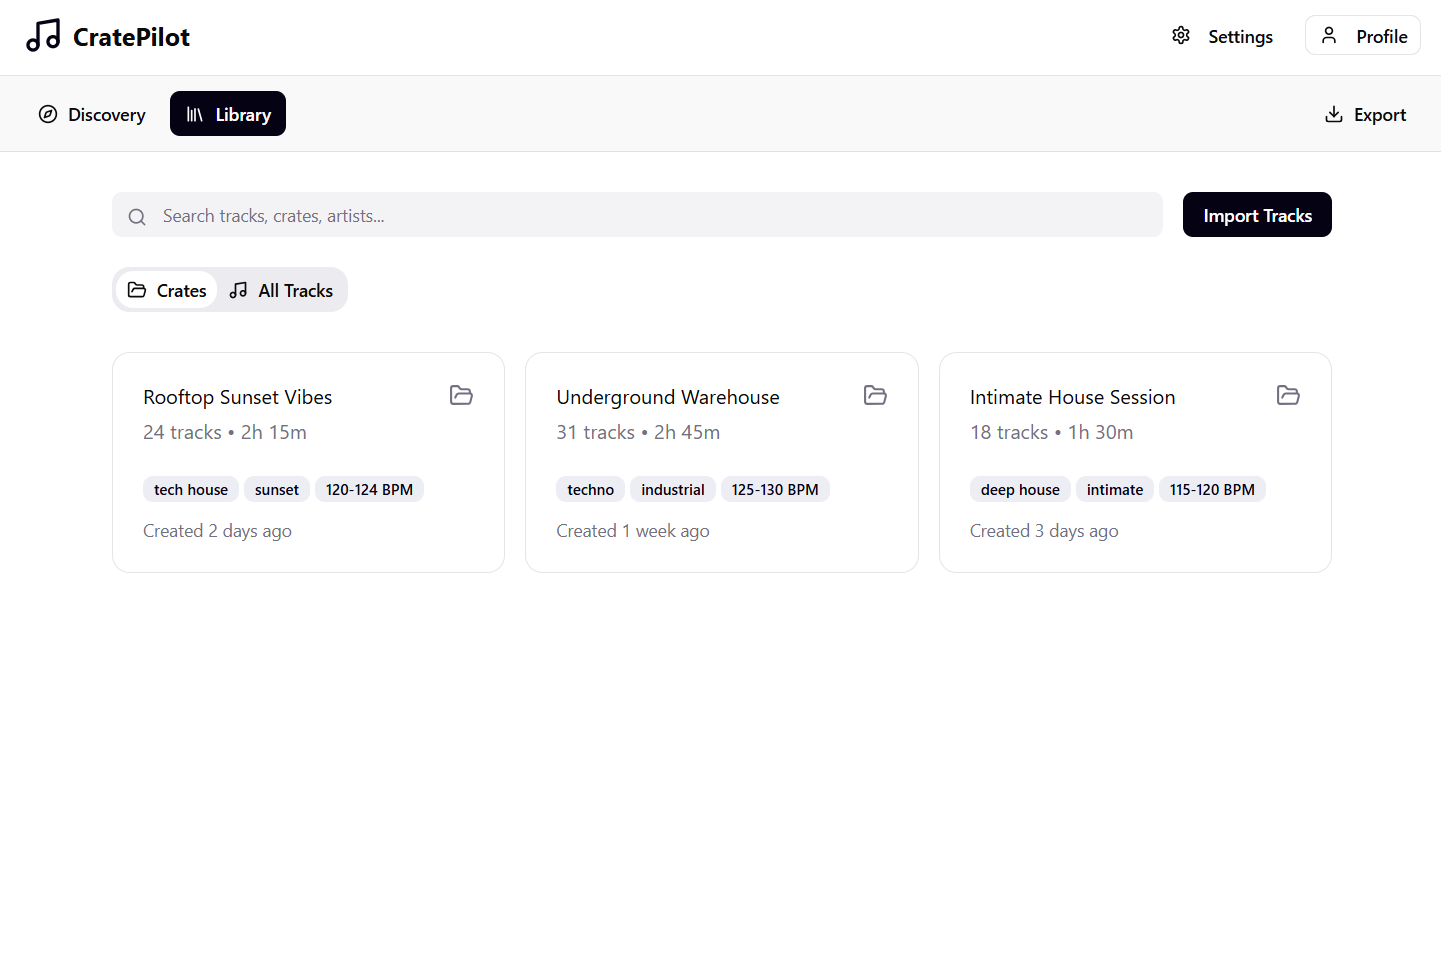 CratePilot
Settings
Profile
Discovery
Library
Export
Search tracks, crates, artists...
Import Tracks
Crates
All Tracks
Rooftop Sunset Vibes
24 tracks • 2h 15m
tech house sunset 120-124 BPM
Created 2 days ago
Underground Warehouse
31 tracks • 2h 45m
techno industrial 125-130 BPM
Created 1 week ago
Intimate House Session
18 tracks • 1h 30m
deep house intimate 115-120 BPM
Created 3 days ago